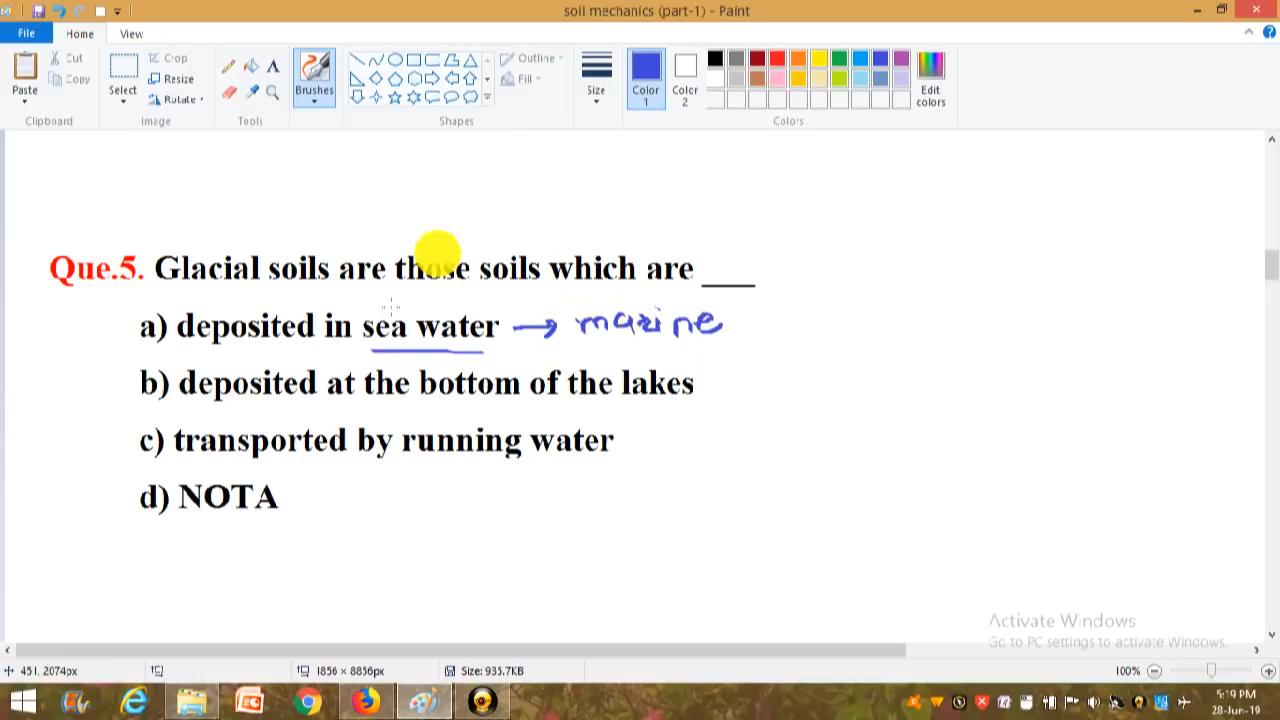 soil mechanics (part-1) - Paint
File Home View
Paste Cut Copy Clipboard
Select Crop Resize Rotate Image
Tools
Brushes
Outline Fill Shapes
Size
Color 1 Color 2 Edit colors Colors
Que.5. Glacial soils are those soils which are ___
a) deposited in sea water → marine
b) deposited at the bottom of the lakes
c) transported by running water
d) NOTA
Activate Windows
Go to PC settings to activate Windows.
451, 2074px 1856 × 8856px Size: 935.7KB 100%
5:19 PM
28-Jun-19